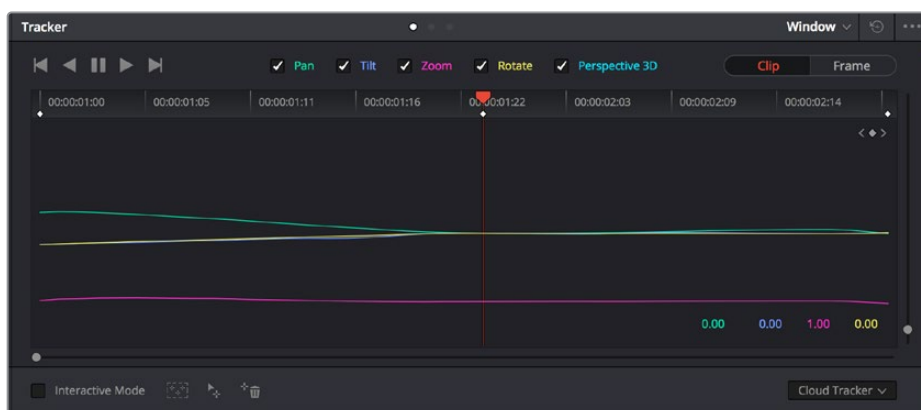 Tracker
Window
Pan Tilt Zoom Rotate Perspective 3D
Clip Frame
00:00:01:00 00:00:01:05 00:00:01:11 00:00:01:16 00:00:01:22 00:00:02:03 00:00:02:09 00:00:02:14
0.00 0.00 1.00 0.00
Interactive Mode
Cloud Tracker